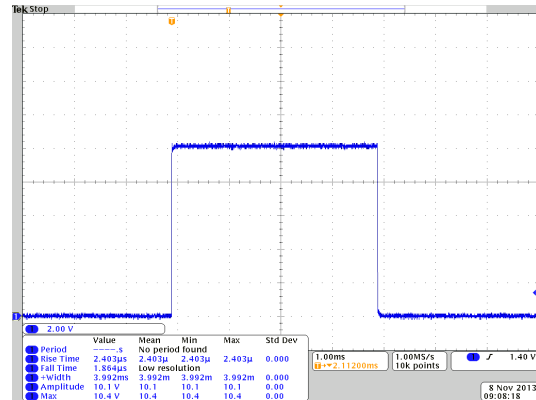 Tek Stop
T
T
1
1 2.00 V
Value Mean Min Max Std Dev
1 Period ----.s No period found
1 Rise Time 2.403µs 2.403µ 2.403µ 2.403µ 0.000
1 Fall Time 1.864µs Low resolution
1 +Width 3.992ms 3.992m 3.992m 3.992m 0.000
1 Amplitude 10.1 V 10.1 10.1 10.1 0.00
1 Max 10.4 V 10.4 10.4 10.4 0.00
1.00ms
T→▼2.11200ms
1.00MS/s
10k points
1 ∫ 1.40 V
8 Nov 2013
09:08:18